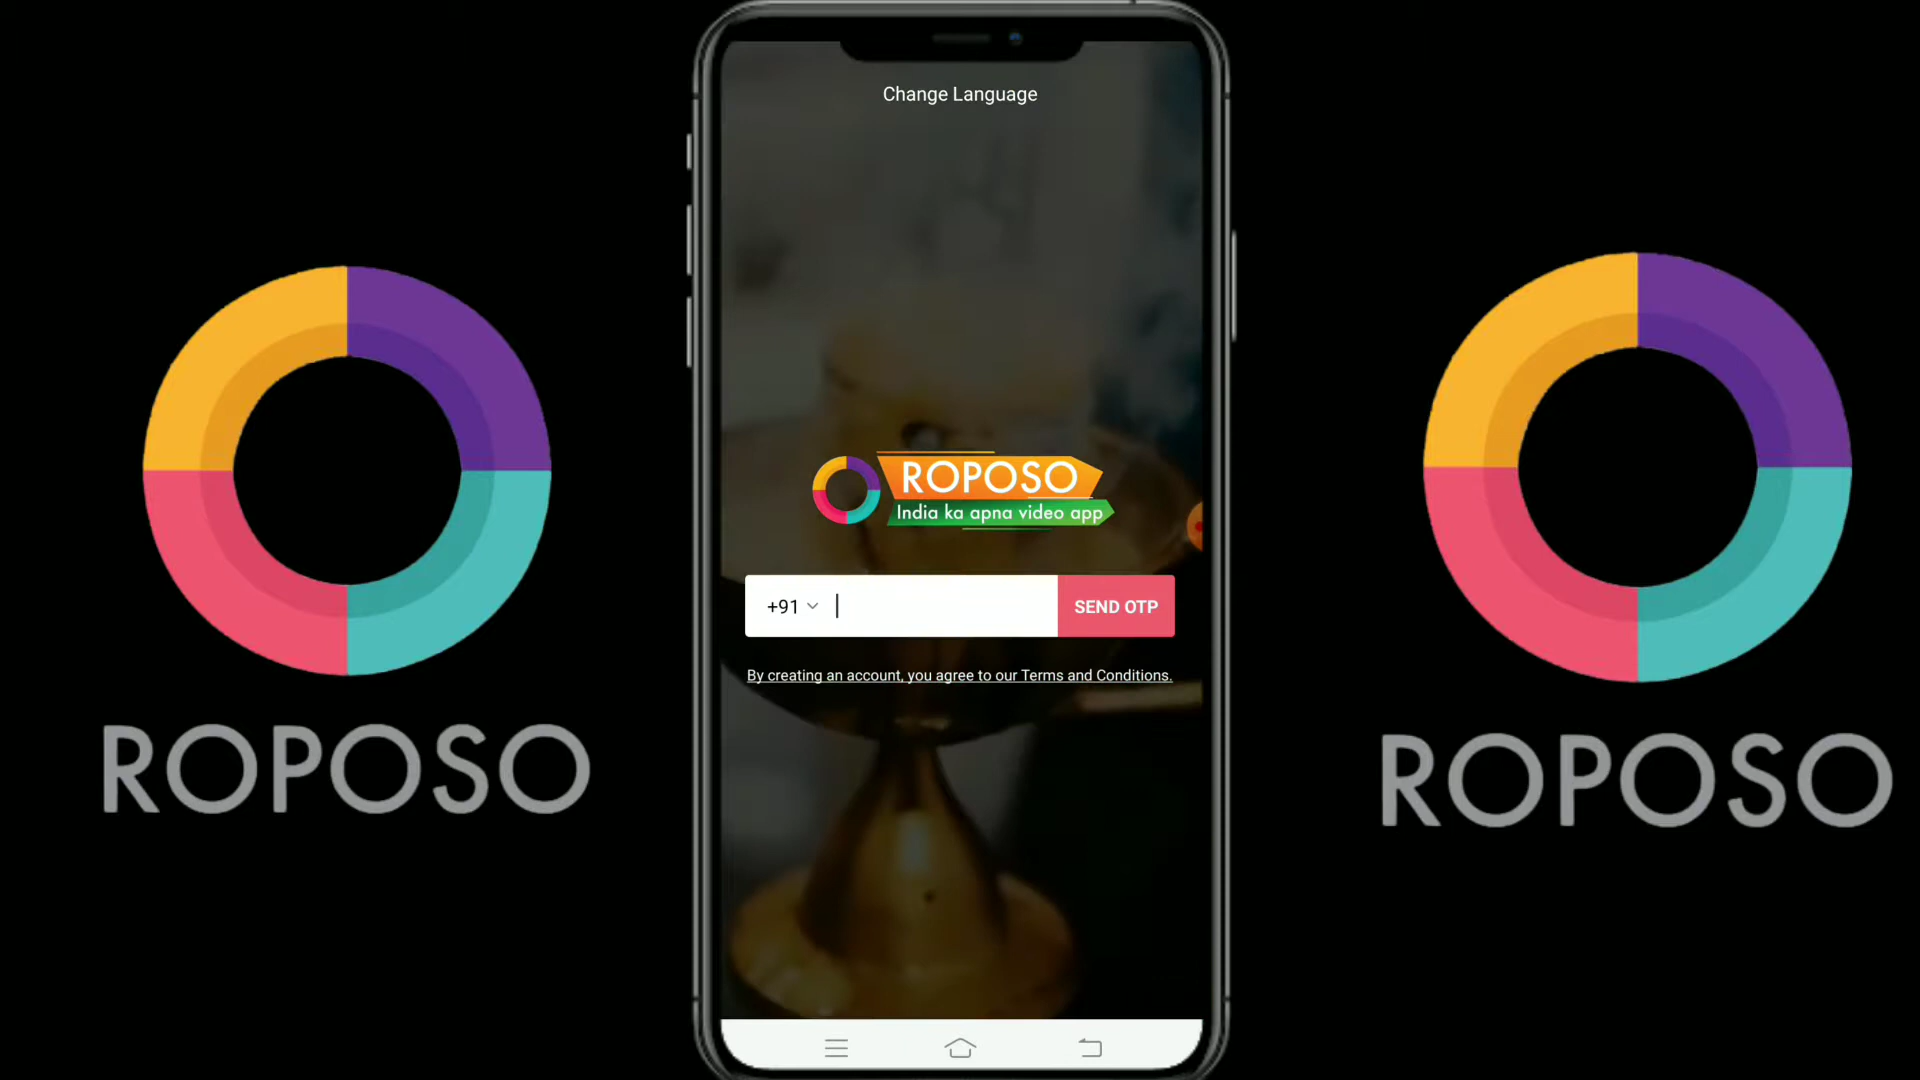 Change Language
ROPOSO
India ka apna video app
+91
SEND OTP
By creating an account, you agree to our Terms and Conditions.
ROPOSO
ROPOSO